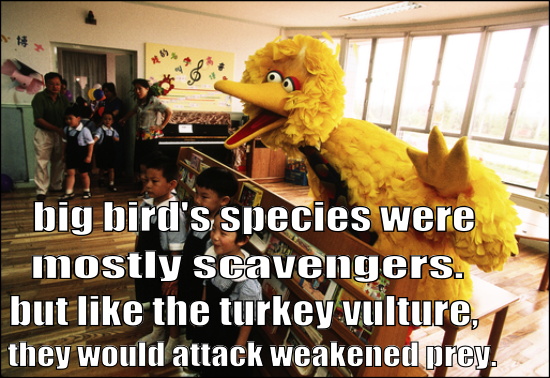 big bird's species were
mostly scavengers.
but like the turkey vulture,
they would attack weakened prey.